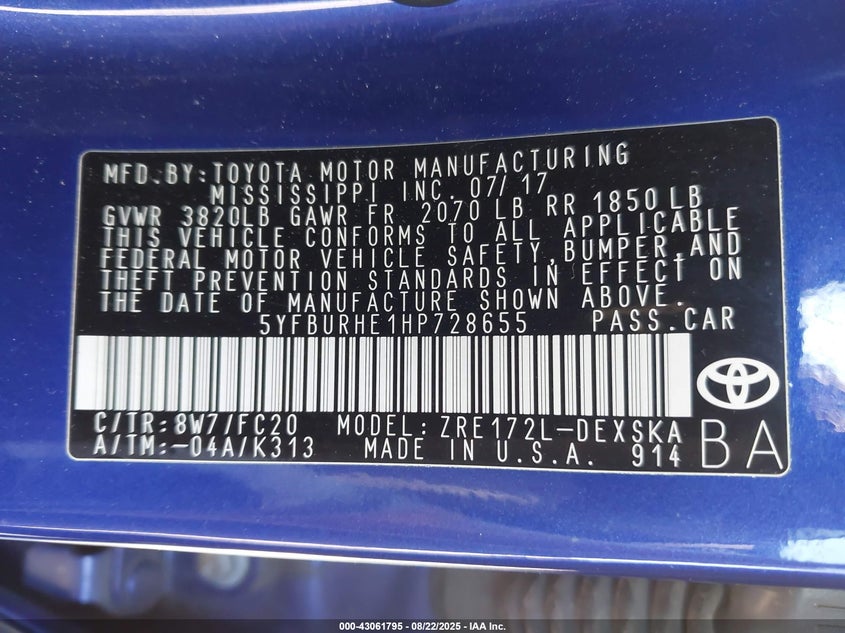 MFD. BY: TOYOTA MOTOR MANUFACTURING
MISSISSIPPI INC. 07/17
GVWR 3820LB GAWR FR 2070 LB RR 1850 LB
THIS VEHICLE CONFORMS TO ALL APPLICABLE
FEDERAL MOTOR VEHICLE SAFETY, BUMPER, AND
THEFT PREVENTION STANDARDS IN EFFECT ON
THE DATE OF MANUFACTURE SHOWN ABOVE.
5YFBURHE1HP728655 PASS. CAR
C/TR: 8W7/FC20 MODEL: ZRE172L-DEXSKA
A/TM: -04A/K313 MADE IN U.S.A. 914 BA
000-43061795 - 08/22/2025 - IAA Inc.